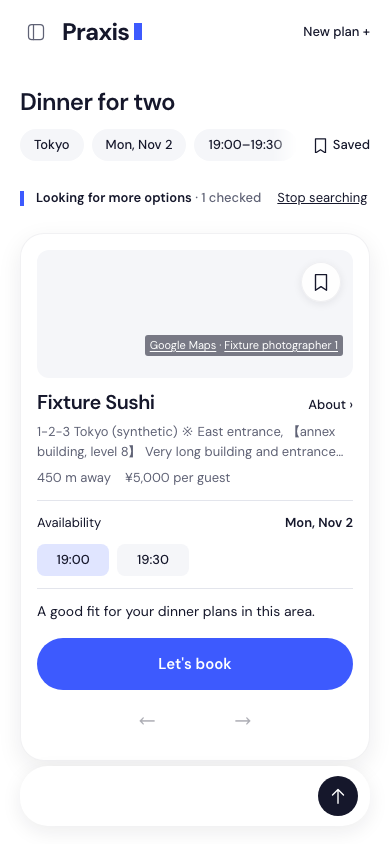 Praxis
New plan +
Dinner for two
Tokyo
Mon, Nov 2
19:00–19:30
Saved
Looking for more options · 1 checked
Stop searching
Google Maps · Fixture photographer 1
Fixture Sushi
About ›
1-2-3 Tokyo (synthetic) ※ East entrance, 【annex
building, level 8】 Very long building and entrance…
450 m away ¥5,000 per guest
Availability
Mon, Nov 2
19:00
19:30
A good fit for your dinner plans in this area.
Let's book
← →